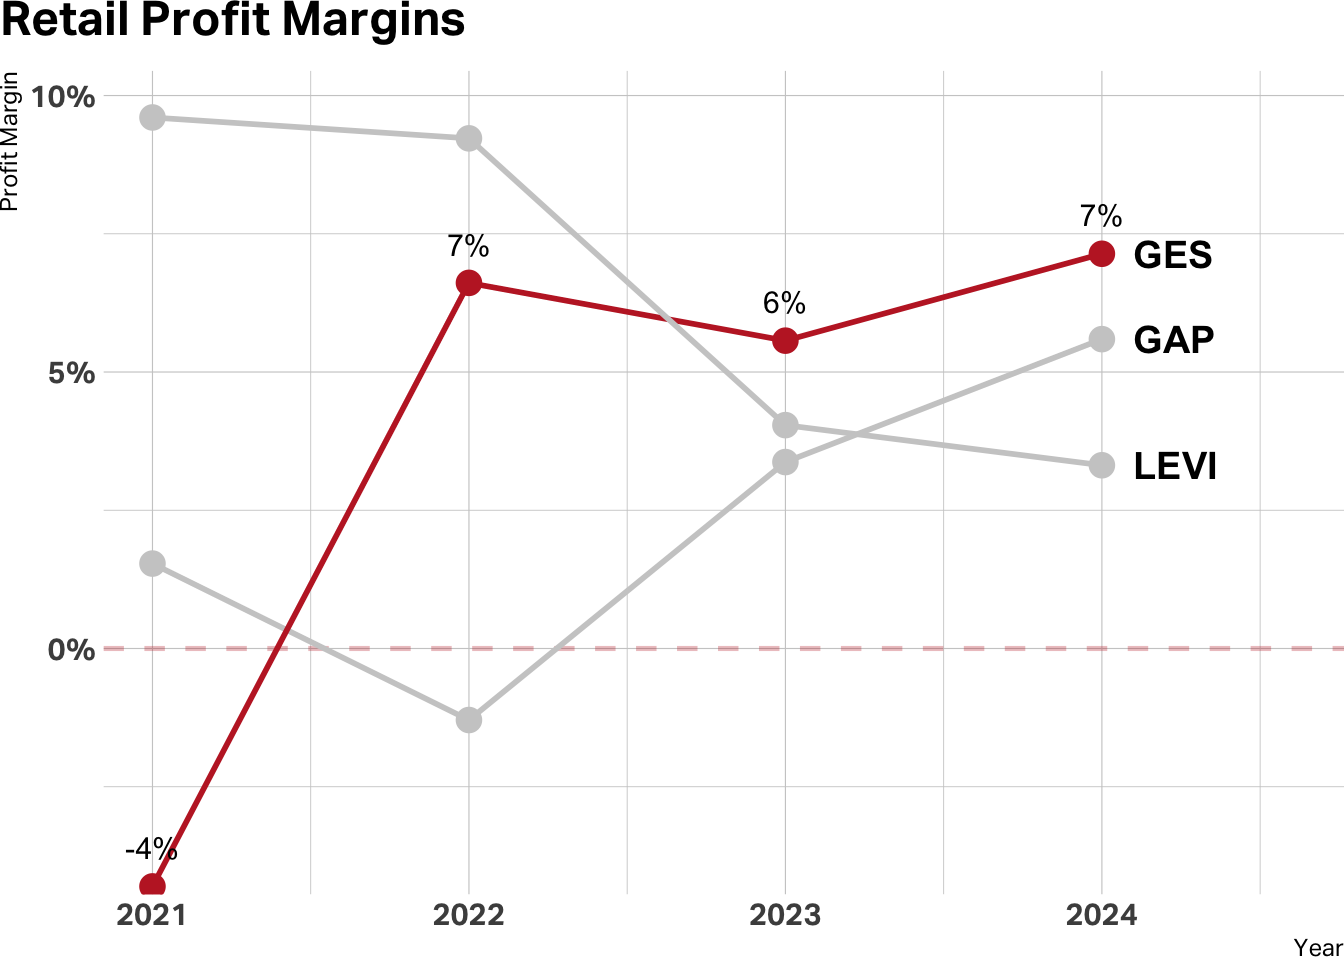 Retail Profit Margins
Profit Margin
10%
5%
0%
7%
6%
7%
-4%
GES
GAP
LEVI
2021 2022 2023 2024
Year